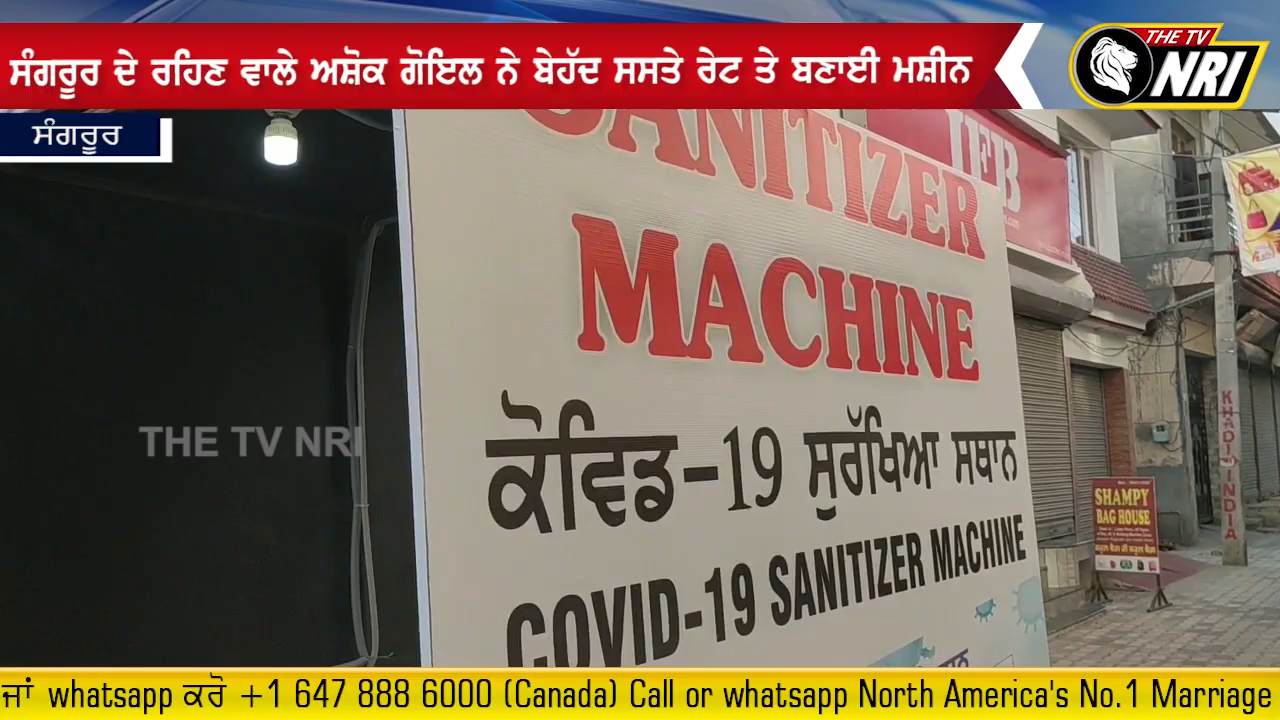 ਸੰਗਰੂਰ ਦੇ ਰਹਿਣ ਵਾਲੇ ਅਸ਼ੋਕ ਗੋਇਲ ਨੇ ਬੇਹੱਦ ਸਸਤੇ ਰੇਟ ਤੇ ਬਣਾਈ ਮਸ਼ੀਨ
THE TV
NRI
ਸੰਗਰੂਰ
SANITIZER
MACHINE
ਕੋਵਿਡ-19 ਸੁਰੱਖਿਆ ਸਥਾਨ
COVID-19 SANITIZER MACHINE
IFB
THE TV NRI
KHADI INDIA
SHAMPY
BAG HOUSE
ਜਾਂ whatsapp ਕਰੋ +1 647 888 6000 (Canada) Call or whatsapp North America's No.1 Marriage